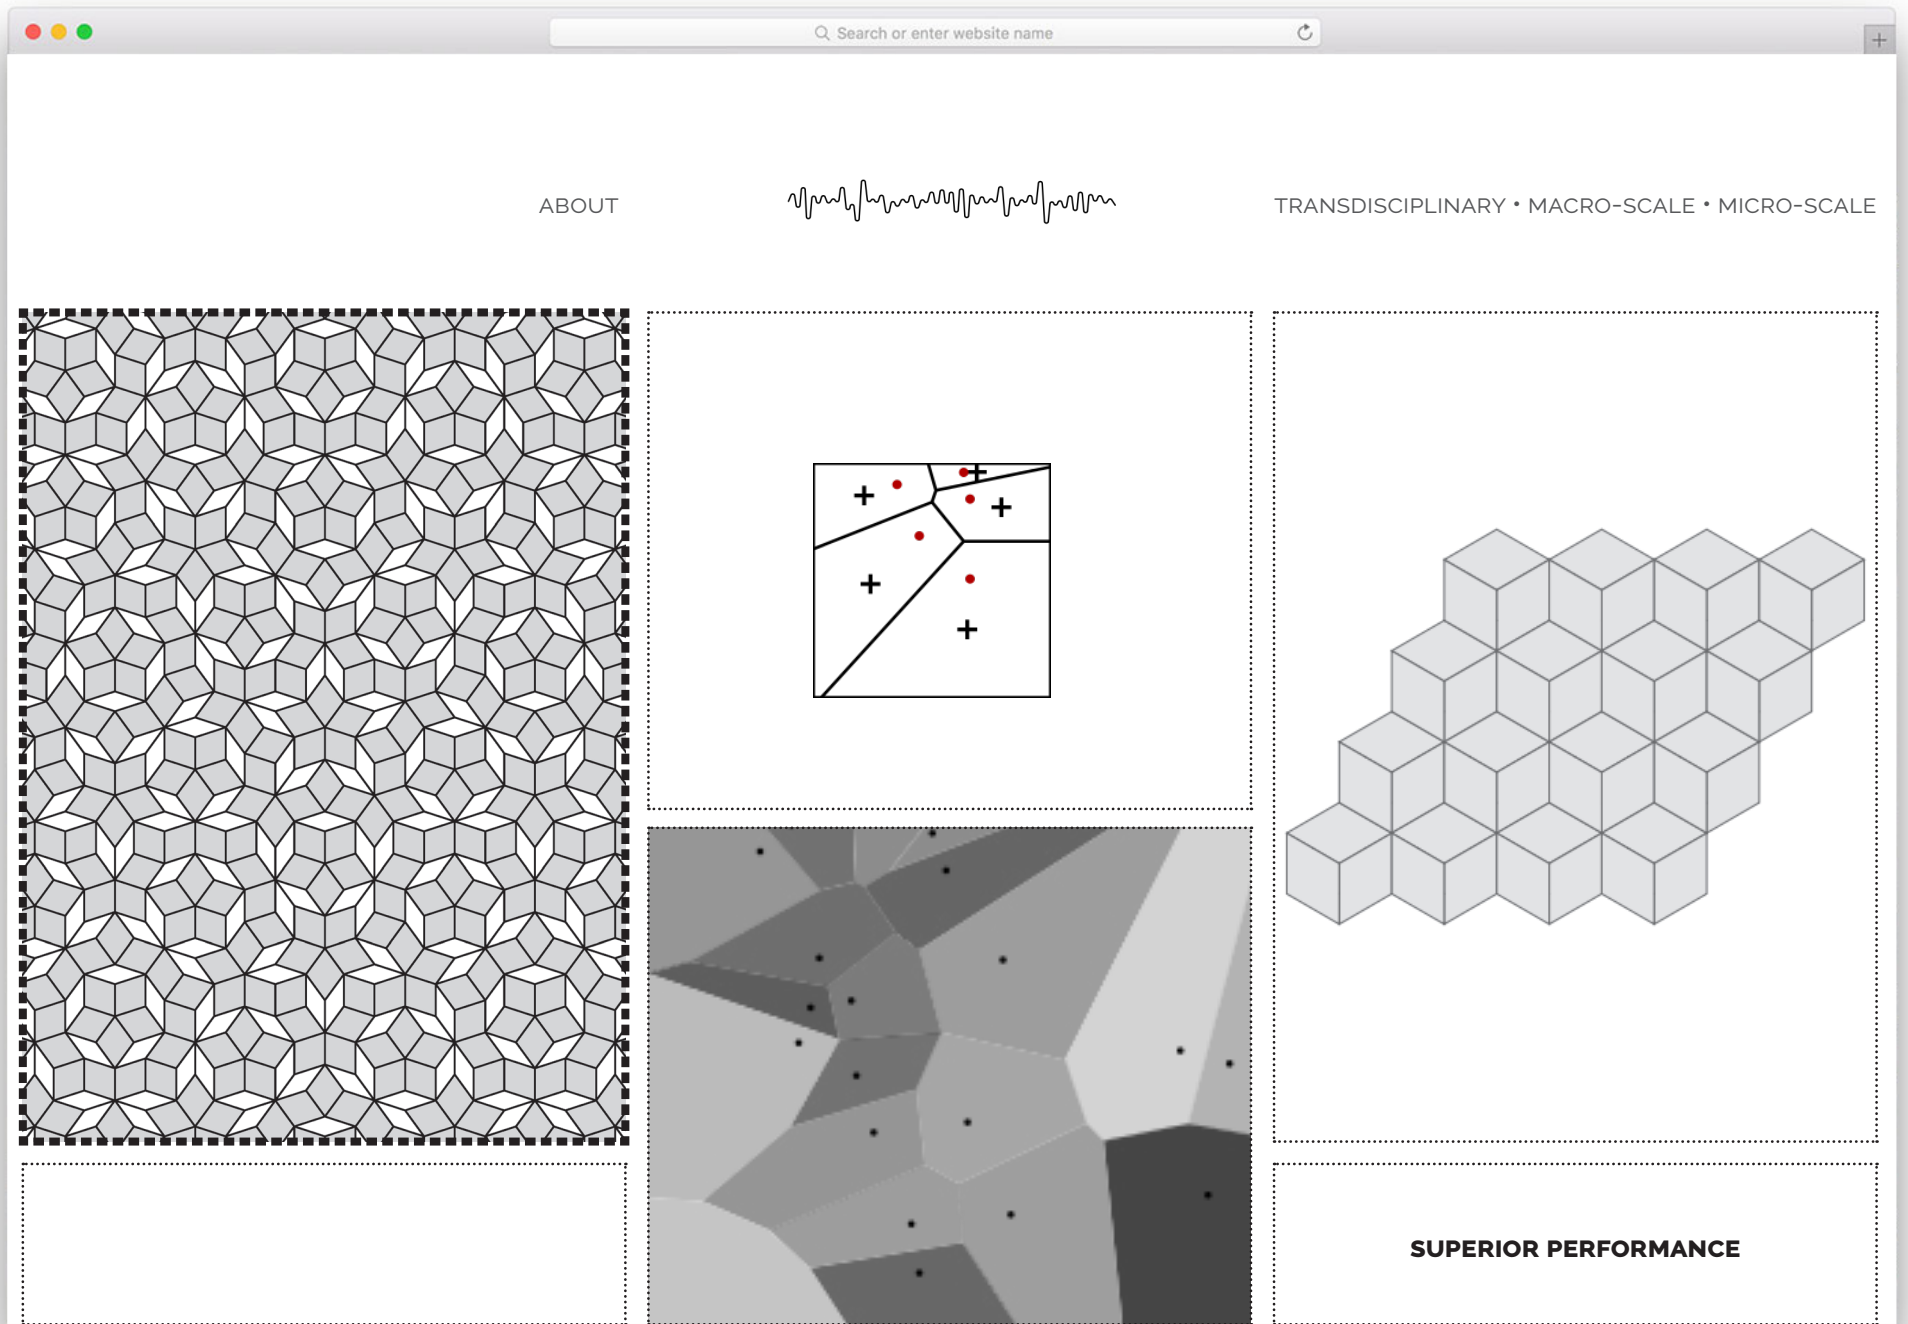 Search or enter website name
ABOUT
TRANSDISCIPLINARY • MACRO-SCALE • MICRO-SCALE
SUPERIOR PERFORMANCE